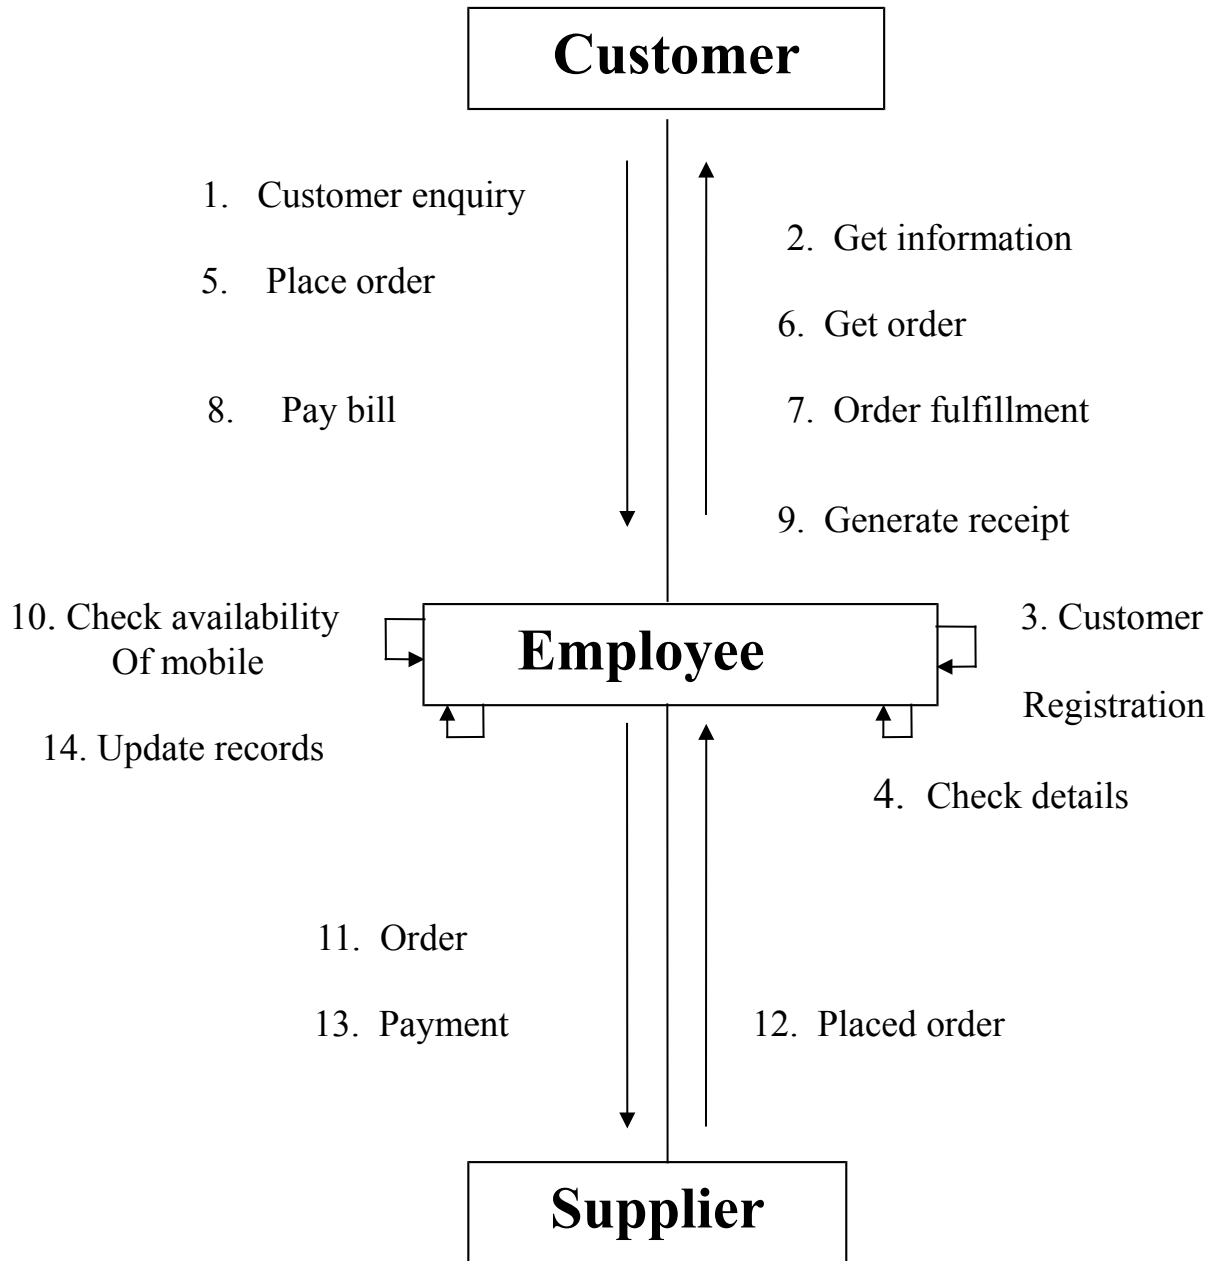 Customer
1. Customer enquiry
2. Get information
5. Place order
6. Get order
8. Pay bill
7. Order fulfillment
9. Generate receipt
10. Check availability
Of mobile
Employee
3. Customer
Registration
14. Update records
4. Check details
11. Order
13. Payment
12. Placed order
Supplier